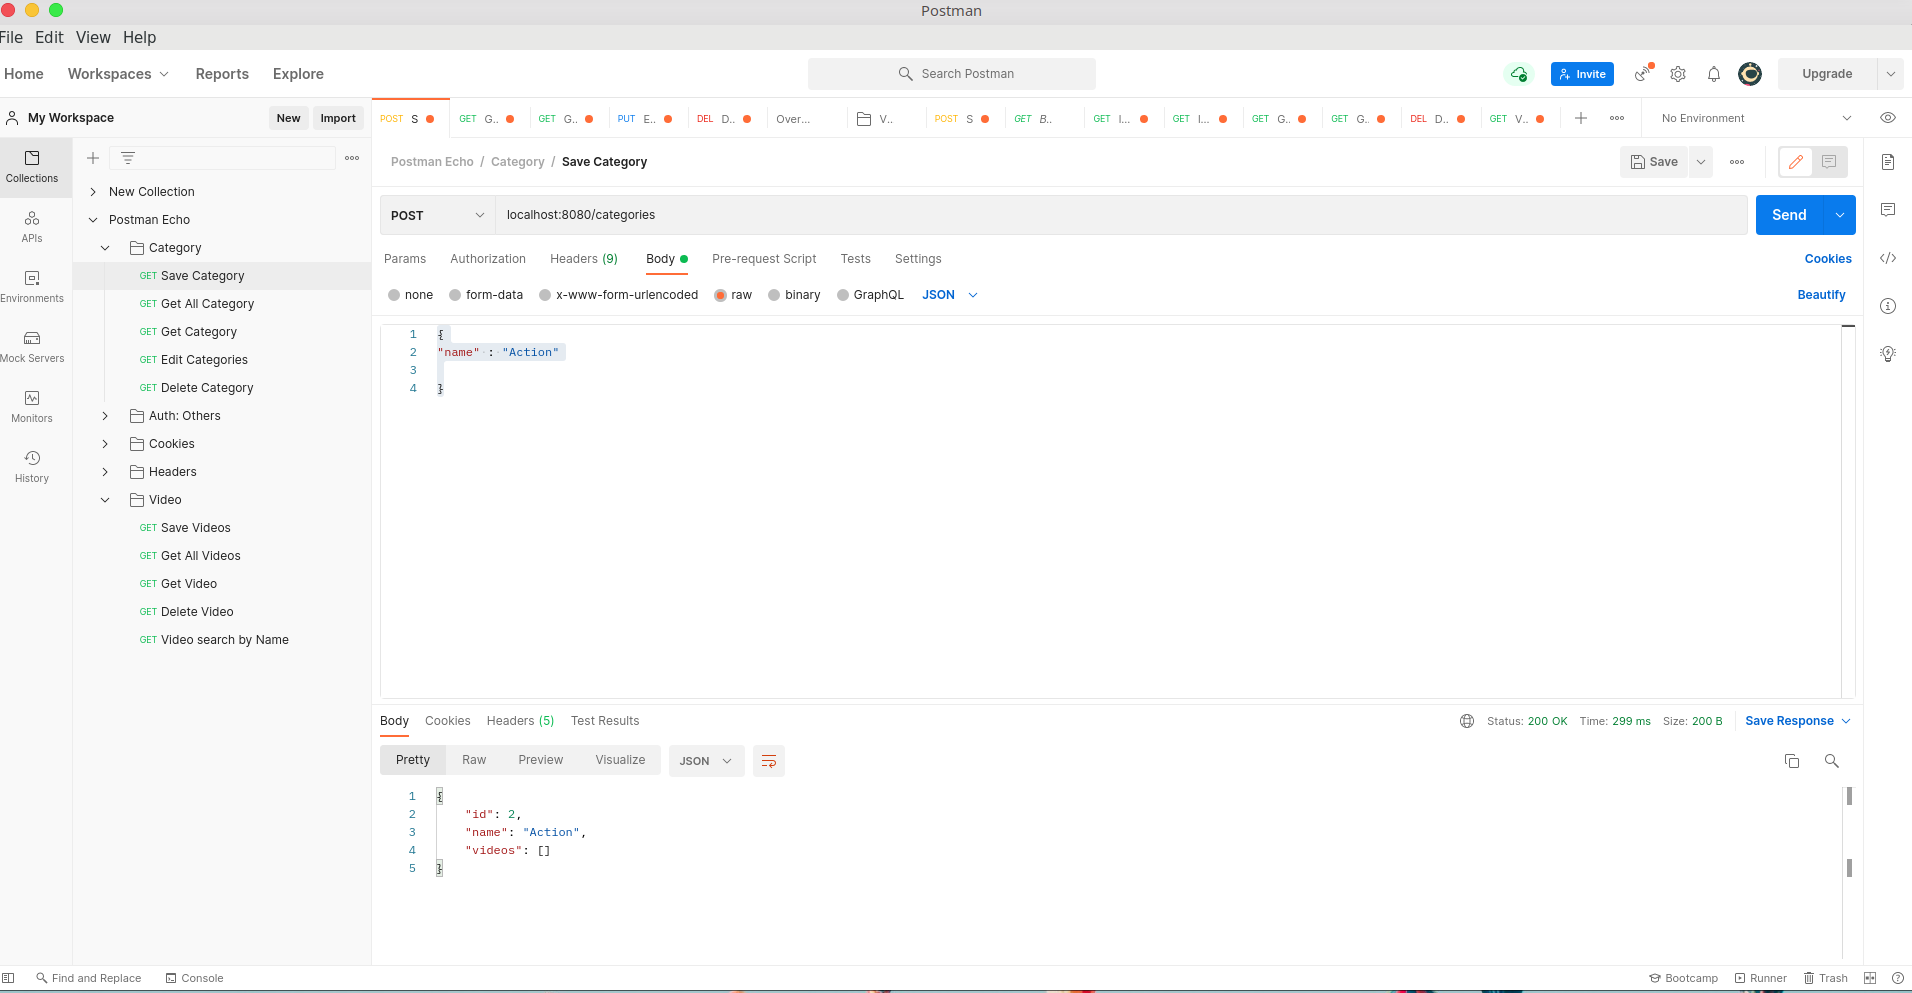 Postman
File Edit View Help
Home Workspaces Reports Explore
Search Postman
Invite
Upgrade
My Workspace New Import
POST S GET G.. GET G.. PUT E.. DEL D.. Over... V.. POST S GET B.. GET I... GET I... GET G.. GET G.. DEL D.. GET V..
No Environment
Collections
APIs
Environments
Mock Servers
Monitors
History
New Collection
Postman Echo
Category
GET Save Category
GET Get All Category
GET Get Category
GET Edit Categories
GET Delete Category
Auth: Others
Cookies
Headers
Video
GET Save Videos
GET Get All Videos
GET Get Video
GET Delete Video
GET Video search by Name
Postman Echo / Category / Save Category
Save
POST localhost:8080/categories
Send
Params Authorization Headers (9) Body Pre-request Script Tests Settings Cookies
none form-data x-www-form-urlencoded raw binary GraphQL JSON Beautify
1 {
2 "name" : "Action"
3
4 }
Body Cookies Headers (5) Test Results
Status: 200 OK Time: 299 ms Size: 200 B Save Response
Pretty Raw Preview Visualize JSON
1 {
2 "id": 2,
3 "name": "Action",
4 "videos": []
5 }
Find and Replace Console
Bootcamp Runner Trash